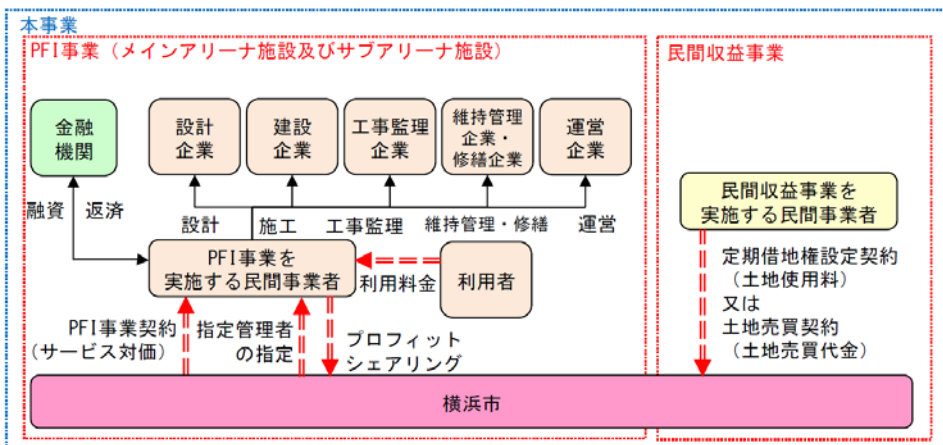 本事業
PFI事業（メインアリーナ施設及びサブアリーナ施設）
民間収益事業
金融
機関
設計
企業
建設
企業
工事監理
企業
維持管理
企業・
修繕企業
運営
企業
融資
返済
設計
施工
工事監理
維持管理・修繕
運営
PFI事業を
実施する民間事業者
利用料金
利用者
PFI事業契約
（サービス対価）
指定管理者
の指定
プロフィット
シェアリング
民間収益事業を
実施する民間事業者
定期借地権設定契約
（土地使用料）
又は
土地売買契約
（土地売買代金）
横浜市